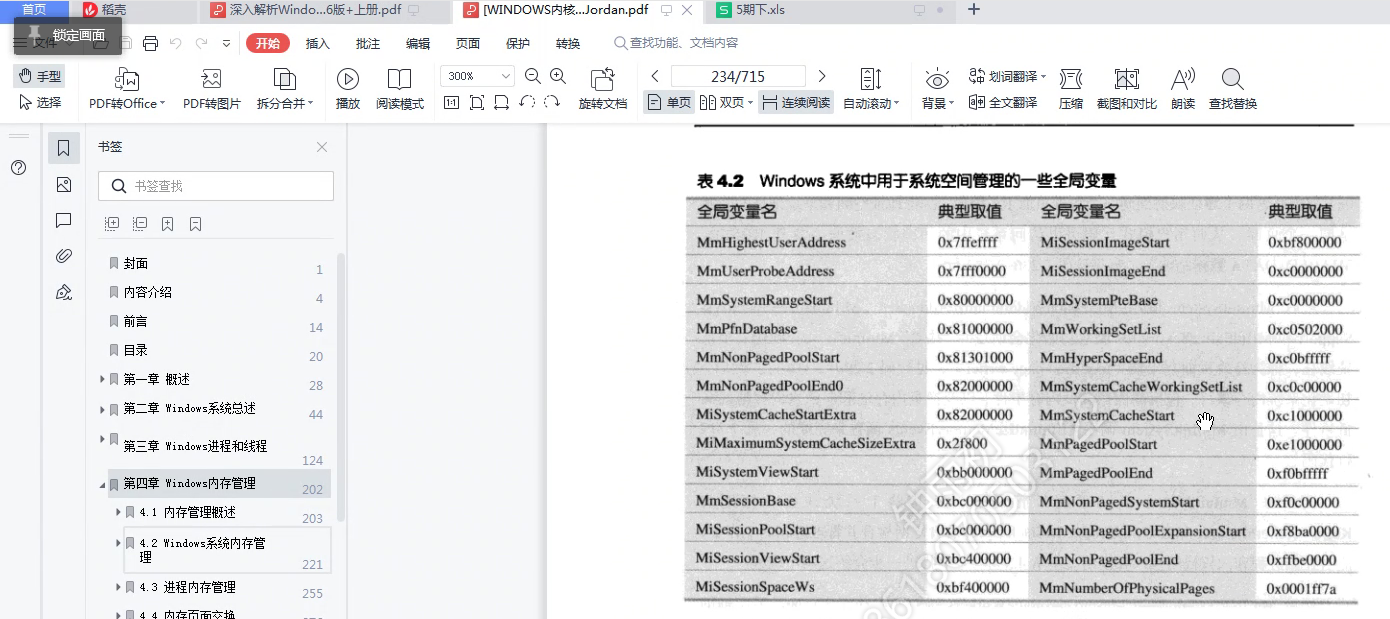 首页
稻壳
深入解析Windo...6版+上册.pdf
[WINDOWS内核...Jordan.pdf
5期下.xls
锁定画面
文件
开始 插入 批注 编辑 页面 保护 转换 查找功能、文档内容
手型
选择
PDF转Office
PDF转图片
拆分合并
播放
阅读模式
300%
旋转文档
234/715
单页 双页 连续阅读
自动滚动
背景
划词翻译
全文翻译
压缩
截图和对比
朗读
查找替换
书签
书签查找
封面 1
内容介绍 4
前言 14
目录 20
第一章 概述 28
第二章 Windows系统总述 44
第三章 Windows进程和线程 124
第四章 Windows内存管理 202
4.1 内存管理概述 203
4.2 Windows系统内存管
理 221
4.3 进程内存管理 255
4.4 内存页面交换
表 4.2 Windows 系统中用于系统空间管理的一些全局变量
全局变量名 典型取值 全局变量名 典型取值
MmHighestUserAddress 0x7ffeffff MiSessionImageStart 0xbf800000
MmUserProbeAddress 0x7fff0000 MiSessionImageEnd 0xc0000000
MmSystemRangeStart 0x80000000 MmSystemPteBase 0xc0000000
MmPfnDatabase 0x81000000 MmWorkingSetList 0xc0502000
MmNonPagedPoolStart 0x81301000 MmHyperSpaceEnd 0xc0bfffff
MmNonPagedPoolEnd0 0x82000000 MmSystemCacheWorkingSetList 0xc0c00000
MiSystemCacheStartExtra 0x82000000 MmSystemCacheStart 0xc1000000
MiMaximumSystemCacheSizeExtra 0x2f800 MmPagedPoolStart 0xe1000000
MiSystemViewStart 0xbb000000 MmPagedPoolEnd 0xf0bfffff
MmSessionBase 0xbc000000 MmNonPagedSystemStart 0xf0c00000
MiSessionPoolStart 0xbc000000 MmNonPagedPoolExpansionStart 0xf8ba0000
MiSessionViewStart 0xbc400000 MmNonPagedPoolEnd 0xffbe0000
MiSessionSpaceWs 0xbf400000 MmNumberOfPhysicalPages 0x0001ff7a